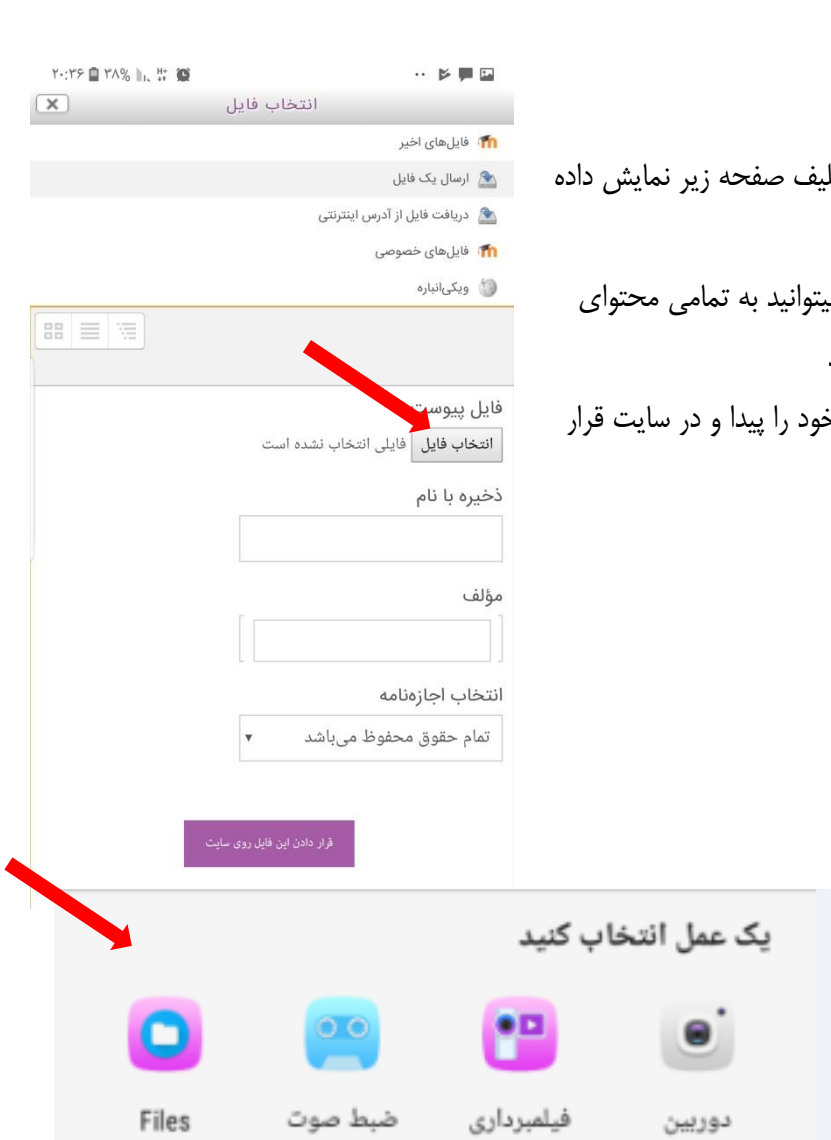 ۲۰:۳۶ ۳۸% H+
انتخاب فایل
فایل‌های اخیر
ارسال یک فایل
دریافت فایل از آدرس اینترنتی
فایل‌های خصوصی
ویکی‌انباره
صفحه زیر نمایش داده
به تمامی محتوای
خود را پیدا و در سایت قرار
فایل پیوست
انتخاب فایل فایلی انتخاب نشده است
ذخیره با نام
مؤلف
انتخاب اجازه‌نامه
تمام حقوق محفوظ می‌باشد
قرار دادن این فایل روی سایت
یک عمل انتخاب کنید
دوربین فیلمبرداری ضبط صوت Files